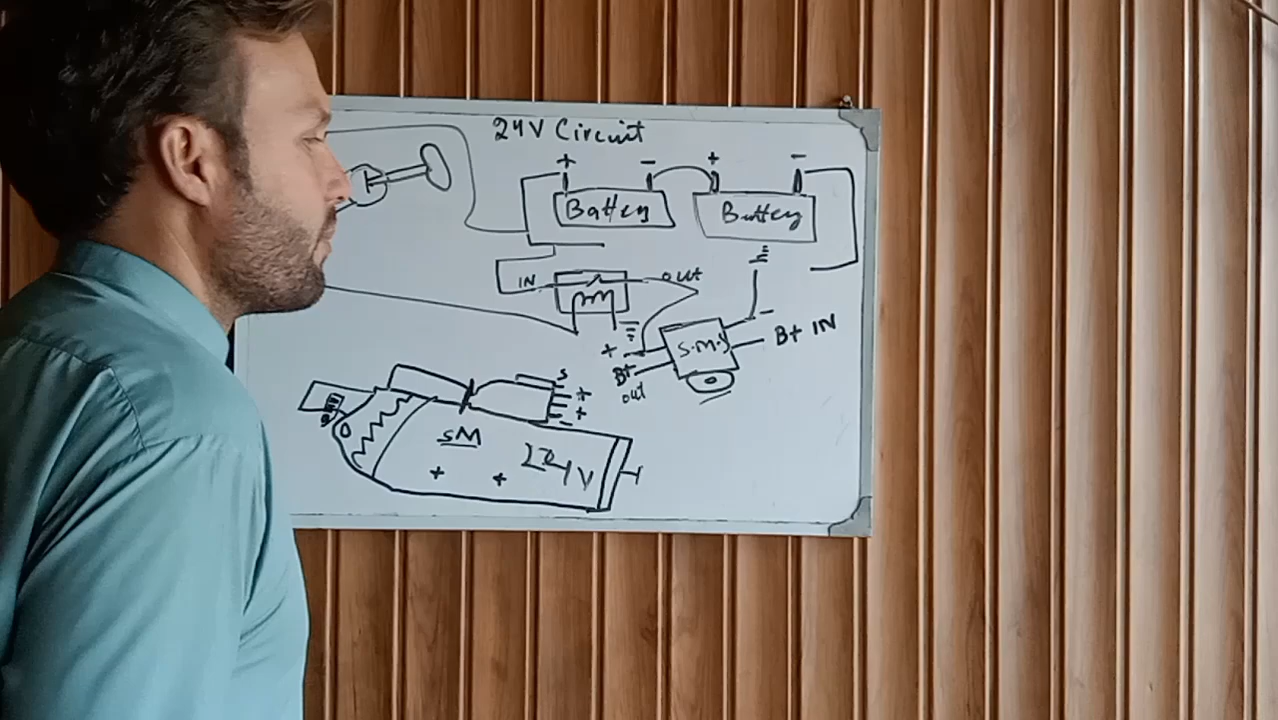 24V Circuit
+ - + -
Battery Battery
IN OUT
+ S.M.S -
B+ IN
B+
out
S
+
+
-
SM
24V
+ +